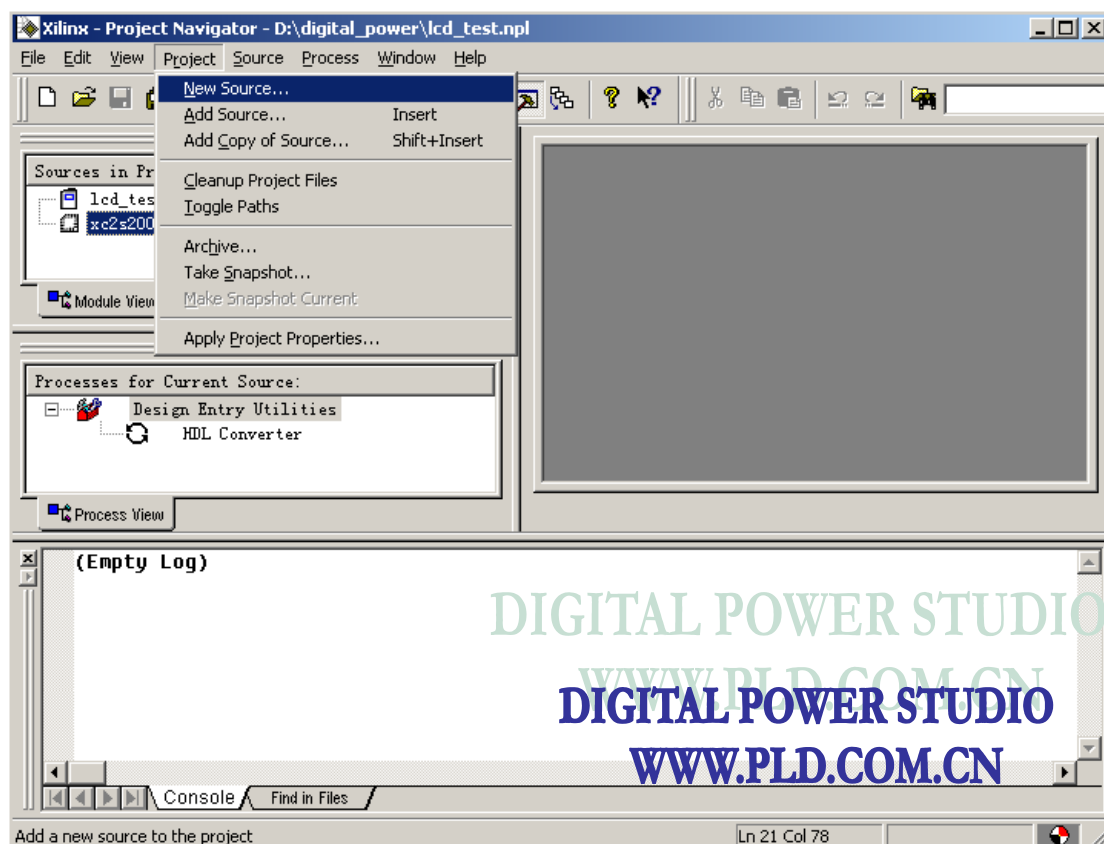 Xilinx - Project Navigator - D:\digital_power\lcd_test.npl
File Edit View Project Source Process Window Help
New Source...
Add Source... Insert
Add Copy of Source... Shift+Insert
Cleanup Project Files
Toggle Paths
Archive...
Take Snapshot...
Make Snapshot Current
Apply Project Properties...
Sources in Pr
lcd_tes
xc2s200
Module View
Processes for Current Source:
Design Entry Utilities
HDL Converter
Process View
(Empty Log)
DIGITAL POWER STUDIO
WWW.PLD.COM.CN
DIGITAL POWER STUDIO
WWW.PLD.COM.CN
Console Find in Files
Add a new source to the project Ln 21 Col 78